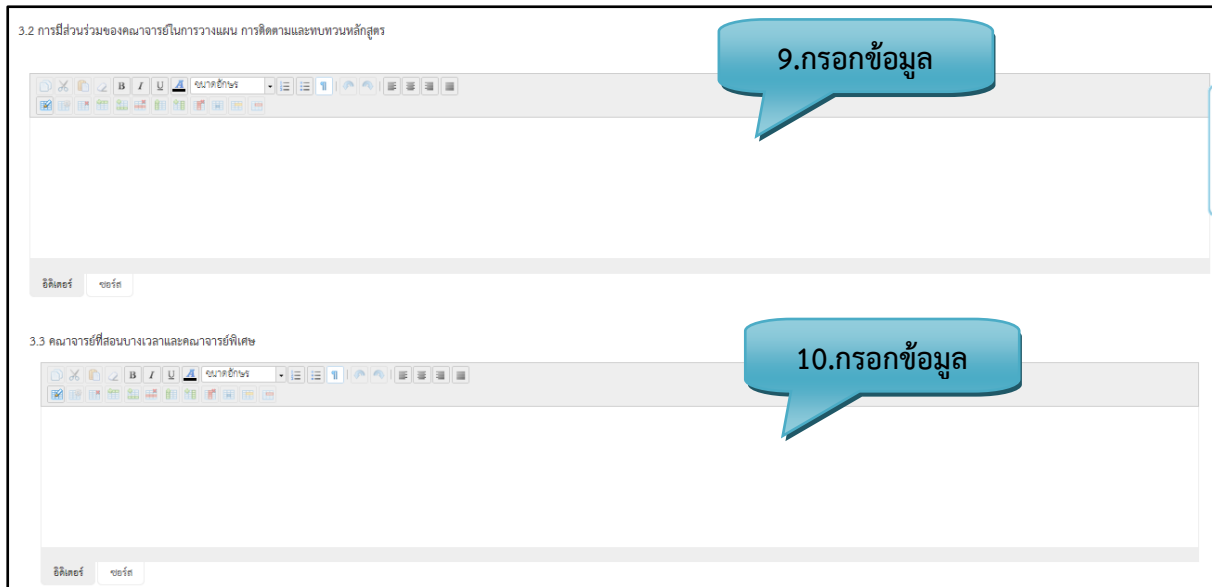 3.2 การมีส่วนร่วมของคณาจารย์ในการวางแผน การติดตามและทบทวนหลักสูตร
9.กรอกข้อมูล
B I U A ขนาดอักษร
อีดิเตอร์ ซอร์ส
3.3 คณาจารย์ที่สอนบางเวลาและคณาจารย์พิเศษ
10.กรอกข้อมูล
B I U A ขนาดอักษร
อีดิเตอร์ ซอร์ส